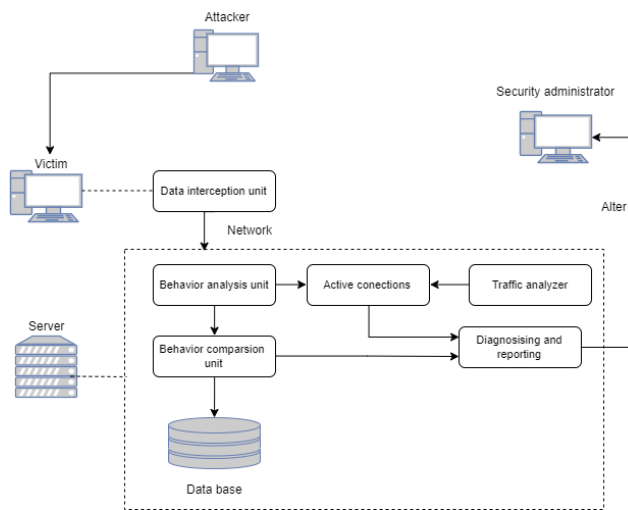 Attacker
Security administrator
Victim
Data interception unit
Alter
Network
Behavior analysis unit
Active conections
Traffic analyzer
Server
Behavior comparsion
unit
Diagnosising and
reporting
Data base